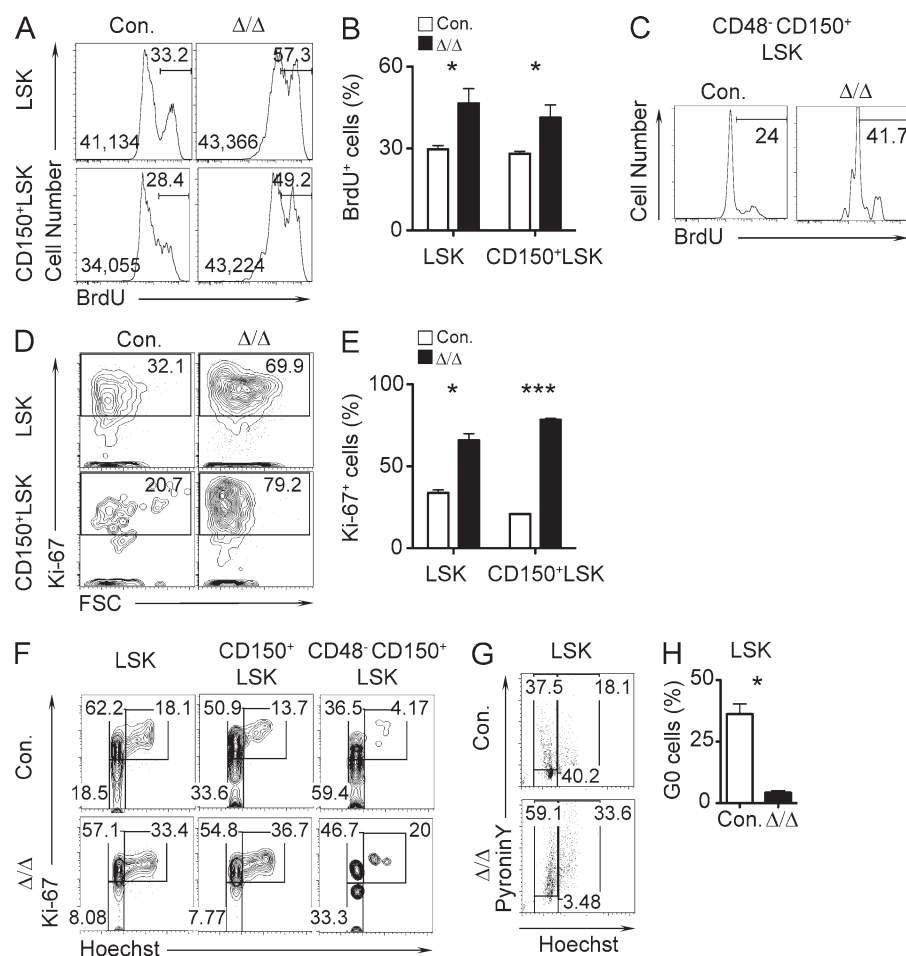 A
Con.
Δ/Δ
LSK
33.2
57.3
41,134
43,366
CD150+LSK
Cell Number
28.4
49.2
34,055
43,224
BrdU
B
Con.
Δ/Δ
BrdU+ cells (%)
60
30
0
*
*
LSK
CD150+LSK
C
CD48- CD150+
LSK
Con.
Δ/Δ
Cell Number
24
41.7
BrdU
D
Con.
Δ/Δ
LSK
32.1
69.9
CD150+LSK
Ki-67
20.7
79.2
FSC
E
Con.
Δ/Δ
Ki-67+ cells (%)
100
50
0
*
***
LSK
CD150+LSK
F
LSK
CD150+
LSK
CD48- CD150+
LSK
Con.
62.2
18.1
50.9
13.7
36.5
4.17
18.5
33.6
59.4
Δ/Δ
Ki-67
57.1
33.4
54.8
36.7
46.7
20
8.08
7.77
33.3
Hoechst
G
LSK
Con.
37.5
18.1
40.2
Δ/Δ
PyroninY
59.1
33.6
3.48
Hoechst
H
LSK
G0 cells (%)
50
25
0
*
Con.
Δ/Δ